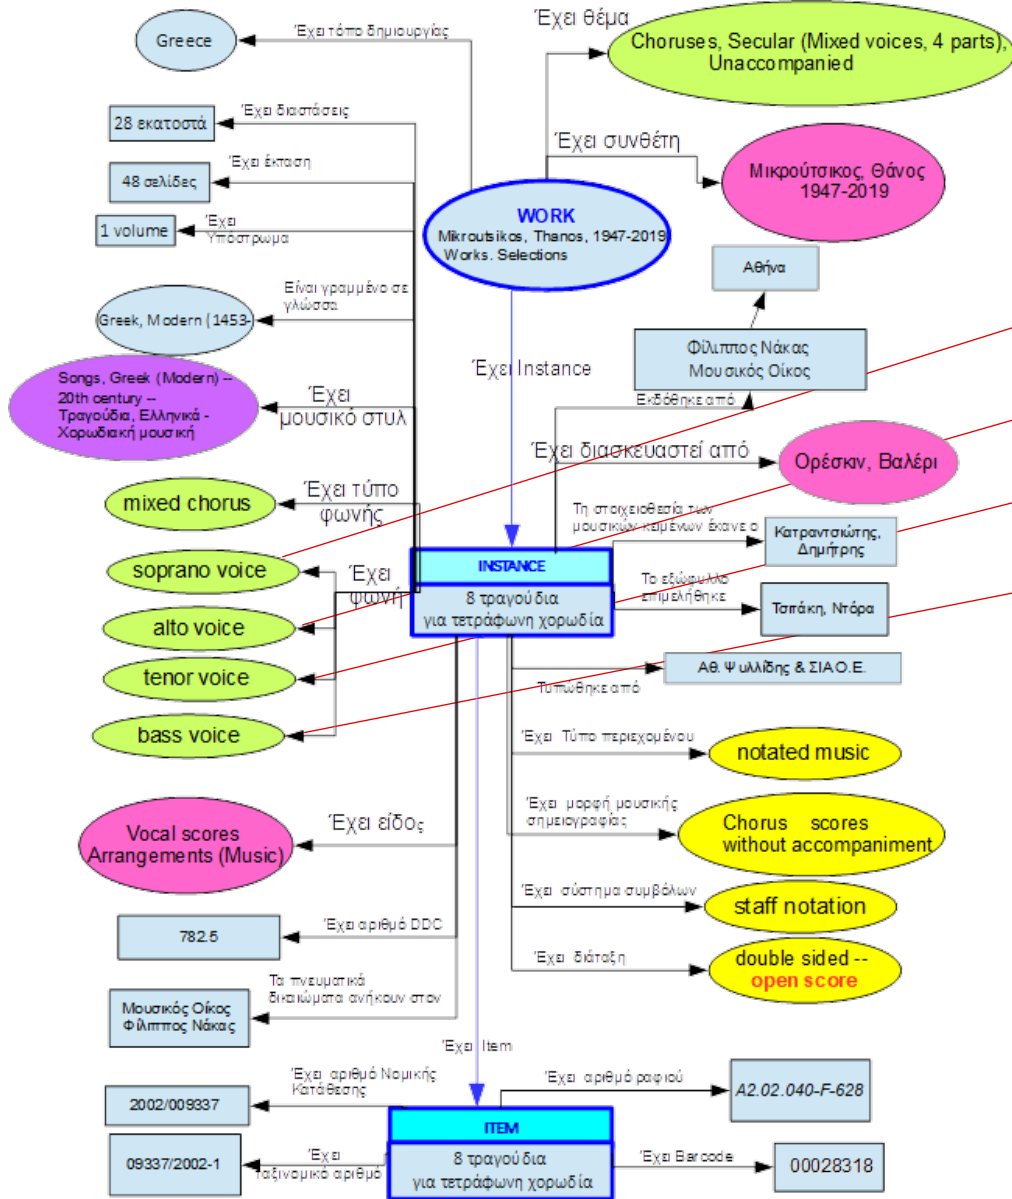 Έχει θέμα
Greece
Έχει τόπο δημιουργίας
Choruses, Secular (Mixed voices, 4 parts),
Unaccompanied
28 εκατοστά
Έχει διαστάσεις
Έχει συνθέτη
48 σελίδες
Έχει έκταση
Μικρούτσικος, Θάνος
1947-2019
1 volume
Έχει
Υπόστρωμα
WORK
Mikroutsikos, Thanos, 1947-2019
Works. Selections
Αθήνα
Είναι γραμμένο σε
γλώσσα
Greek, Modern (1453-
Φίλιππος Νάκας
Μουσικός Οίκος
Έχει Instance
Εκδόθηκε από
Songs, Greek (Modern) --
20th century --
Τραγούδια, Ελληνικά -
Χορωδιακή μουσική
Έχει
μουσικό στυλ
Έχει διασκευαστεί από
Ορέσκιν, Βαλέρι
mixed chorus
Έχει τύπο
φωνής
Τη στοιχειοθεσία των
μουσικών κειμένων έκανε ο
Κατραντσιώτης,
Δημήτρης
soprano voice
Έχει
φωνή
INSTANCE
8 τραγούδια
για τετράφωνη χορωδία
Το εξώφυλλο
επιμελήθηκε
Τσιτάκη, Ντόρα
alto voice
tenor voice
Αθ. Ψυλλίδης & ΣΙΑ Ο.Ε.
Τυπώθηκε από
bass voice
Έχει Τύπο περιεχομένου
notated music
Vocal scores
Arrangements (Music)
Έχει είδος
Έχει μορφή μουσικής
σημειογραφίας
Chorus scores
without accompaniment
Έχει σύστημα συμβόλων
staff notation
782.5
Έχει αριθμό DDC
Έχει διάταξη
double sided --
open score
Τα πνευματικά
δικαιώματα ανήκουν στον
Μουσικός Οίκος
Φίλιππος Νάκας
Έχει Item
Έχει αριθμό Νομικής
Κατάθεσης
2002/009337
Έχει αριθμό ραφιού
A2.02.040-F-628
ITEM
8 τραγούδια
για τετράφωνη χορωδία
09337/2002-1
Έχει
ταξινομικό αριθμό
Έχει Barcode
00028318